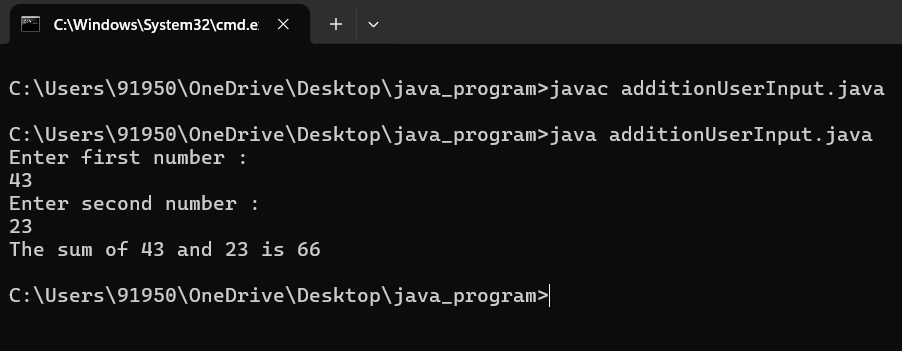 C:\Windows\System32\cmd.e
C:\Users\91950\OneDrive\Desktop\java_program>javac additionUserInput.java
C:\Users\91950\OneDrive\Desktop\java_program>java additionUserInput.java
Enter first number :
43
Enter second number :
23
The sum of 43 and 23 is 66
C:\Users\91950\OneDrive\Desktop\java_program>